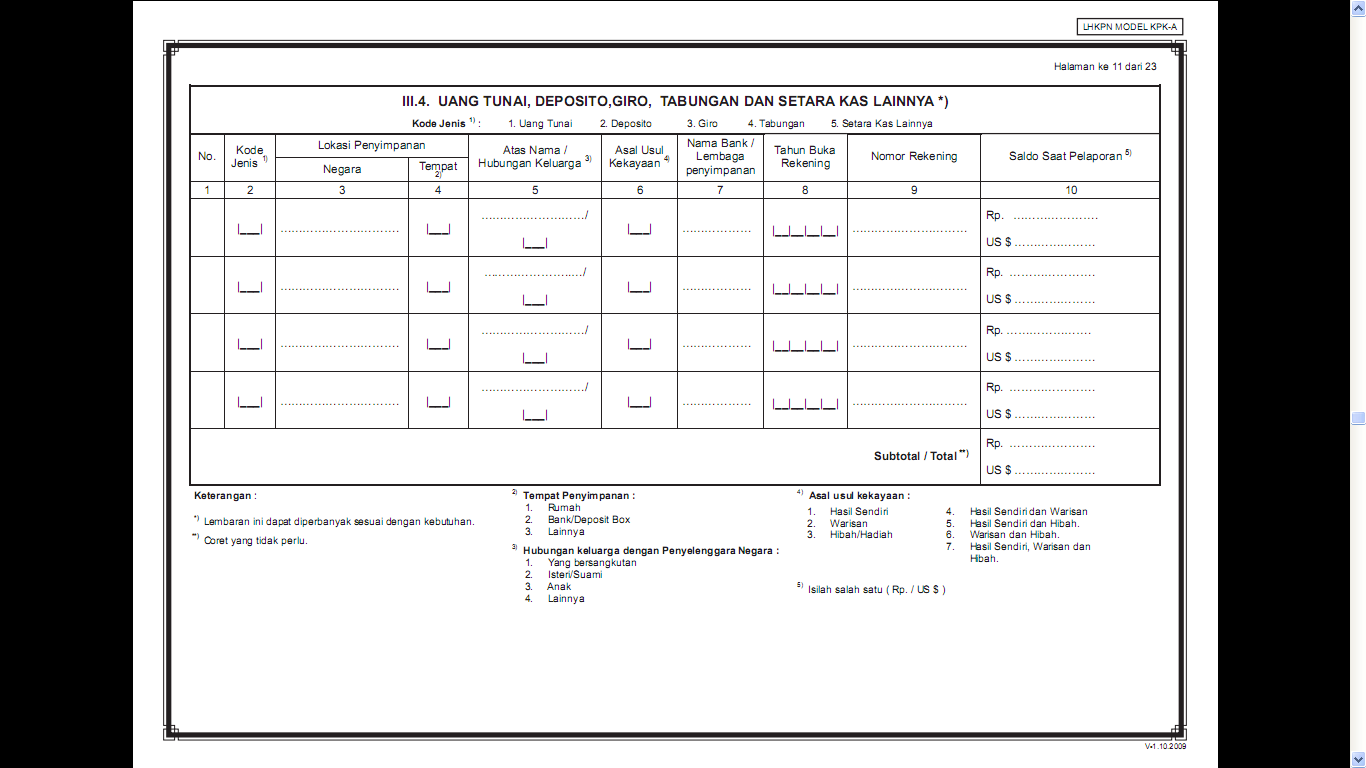 LHKPN MODEL KPK-A
Halaman ke 11 dari 23
III.4. UANG TUNAI, DEPOSITO,GIRO, TABUNGAN DAN SETARA KAS LAINNYA *)
Kode Jenis 1) : 1. Uang Tunai 2. Deposito 3. Giro 4. Tabungan 5. Setara Kas Lainnya
No.
Kode
Jenis 1)
Lokasi Penyimpanan
Negara
Tempat
2)
Atas Nama /
Hubungan Keluarga 3)
Asal Usul
Kekayaan 4)
Nama Bank /
Lembaga
penyimpanan
Tahun Buka
Rekening
Nomor Rekening
Saldo Saat Pelaporan 5)
1 2 3 4 5 6 7 8 9 10
............................/
Rp. .......................
US $ ......................
............................/
Rp. .......................
US $ ......................
............................/
Rp. .......................
US $ ......................
............................/
Rp. .......................
US $ ......................
Subtotal / Total **)
Rp. .......................
US $ ......................
Keterangan :
*) Lembaran ini dapat diperbanyak sesuai dengan kebutuhan.
**) Coret yang tidak perlu.
2) Tempat Penyimpanan :
1. Rumah
2. Bank/Deposit Box
3. Lainnya
3) Hubungan keluarga dengan Penyelenggara Negara :
1. Yang bersangkutan
2. Isteri/Suami
3. Anak
4. Lainnya
4) Asal usul kekayaan :
1. Hasil Sendiri
2. Warisan
3. Hibah/Hadiah
4. Hasil Sendiri dan Warisan
5. Hasil Sendiri dan Hibah.
6. Warisan dan Hibah.
7. Hasil Sendiri, Warisan dan
Hibah.
5) Isilah salah satu ( Rp. / US $ )
V-1.10.2009